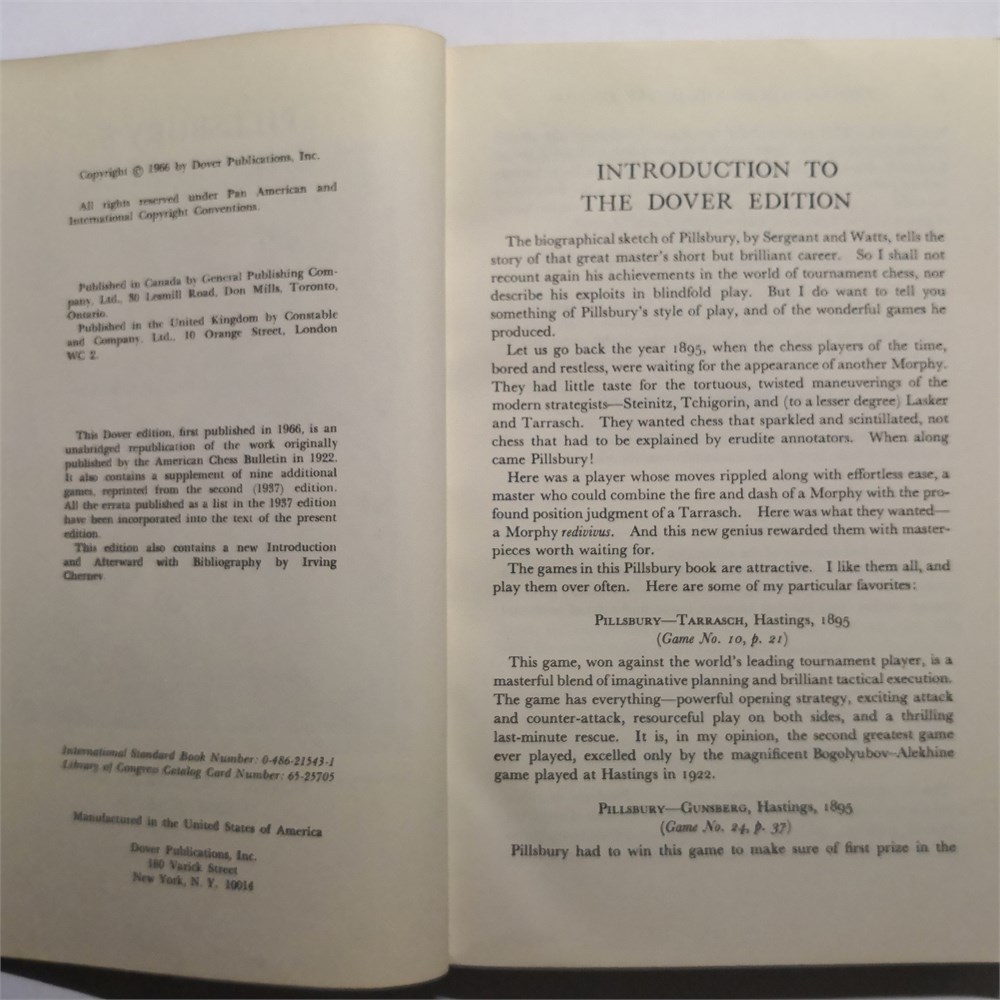 Copyright © 1966 by Dover Publications, Inc.
All rights reserved under Pan American and
International Copyright Conventions.
Published in Canada by General Publishing Com-
pany, Ltd., 30 Lesmill Road, Don Mills, Toronto,
Ontario.
Published in the United Kingdom by Constable
and Company, Ltd., 10 Orange Street, London
WC 2.
This Dover edition, first published in 1966, is an
unabridged republication of the work originally
published by the American Chess Bulletin in 1922.
It also contains a supplement of nine additional
games, reprinted from the second (1937) edition.
All the errata published as a list in the 1937 edition
have been incorporated into the text of the present
edition.
This edition also contains a new Introduction
and Afterward with Bibliography by Irving
Chernev.
International Standard Book Number: 0-486-21543-1
Library of Congress Catalog Card Number: 65-25705
Manufactured in the United States of America
Dover Publications, Inc.
180 Varick Street
New York, N. Y. 10014
INTRODUCTION TO
THE DOVER EDITION
The biographical sketch of Pillsbury, by Sergeant and Watts, tells the
story of that great master's short but brilliant career. So I shall not
recount again his achievements in the world of tournament chess, nor
describe his exploits in blindfold play. But I do want to tell you
something of Pillsbury's style of play, and of the wonderful games he
produced.
Let us go back the year 1895, when the chess players of the time,
bored and restless, were waiting for the appearance of another Morphy.
They had little taste for the tortuous, twisted maneuverings of the
modern strategists—Steinitz, Tchigorin, and (to a lesser degree) Lasker
and Tarrasch. They wanted chess that sparkled and scintillated, not
chess that had to be explained by erudite annotators. When along
came Pillsbury!
Here was a player whose moves rippled along with effortless ease, a
master who could combine the fire and dash of a Morphy with the pro-
found position judgment of a Tarrasch. Here was what they wanted—
a Morphy redivivus. And this new genius rewarded them with master-
pieces worth waiting for.
The games in this Pillsbury book are attractive. I like them all, and
play them over often. Here are some of my particular favorites:
PILLSBURY—TARRASCH, Hastings, 1895
(Game No. 10, p. 21)
This game, won against the world's leading tournament player, is a
masterful blend of imaginative planning and brilliant tactical execution.
The game has everything—powerful opening strategy, exciting attack
and counter-attack, resourceful play on both sides, and a thrilling
last-minute rescue. It is, in my opinion, the second greatest game
ever played, excelled only by the magnificent Bogolyubov–Alekhine
game played at Hastings in 1922.
PILLSBURY—GUNSBERG, Hastings, 1895
(Game No. 24, p. 37)
Pillsbury had to win this game to make sure of first prize in the